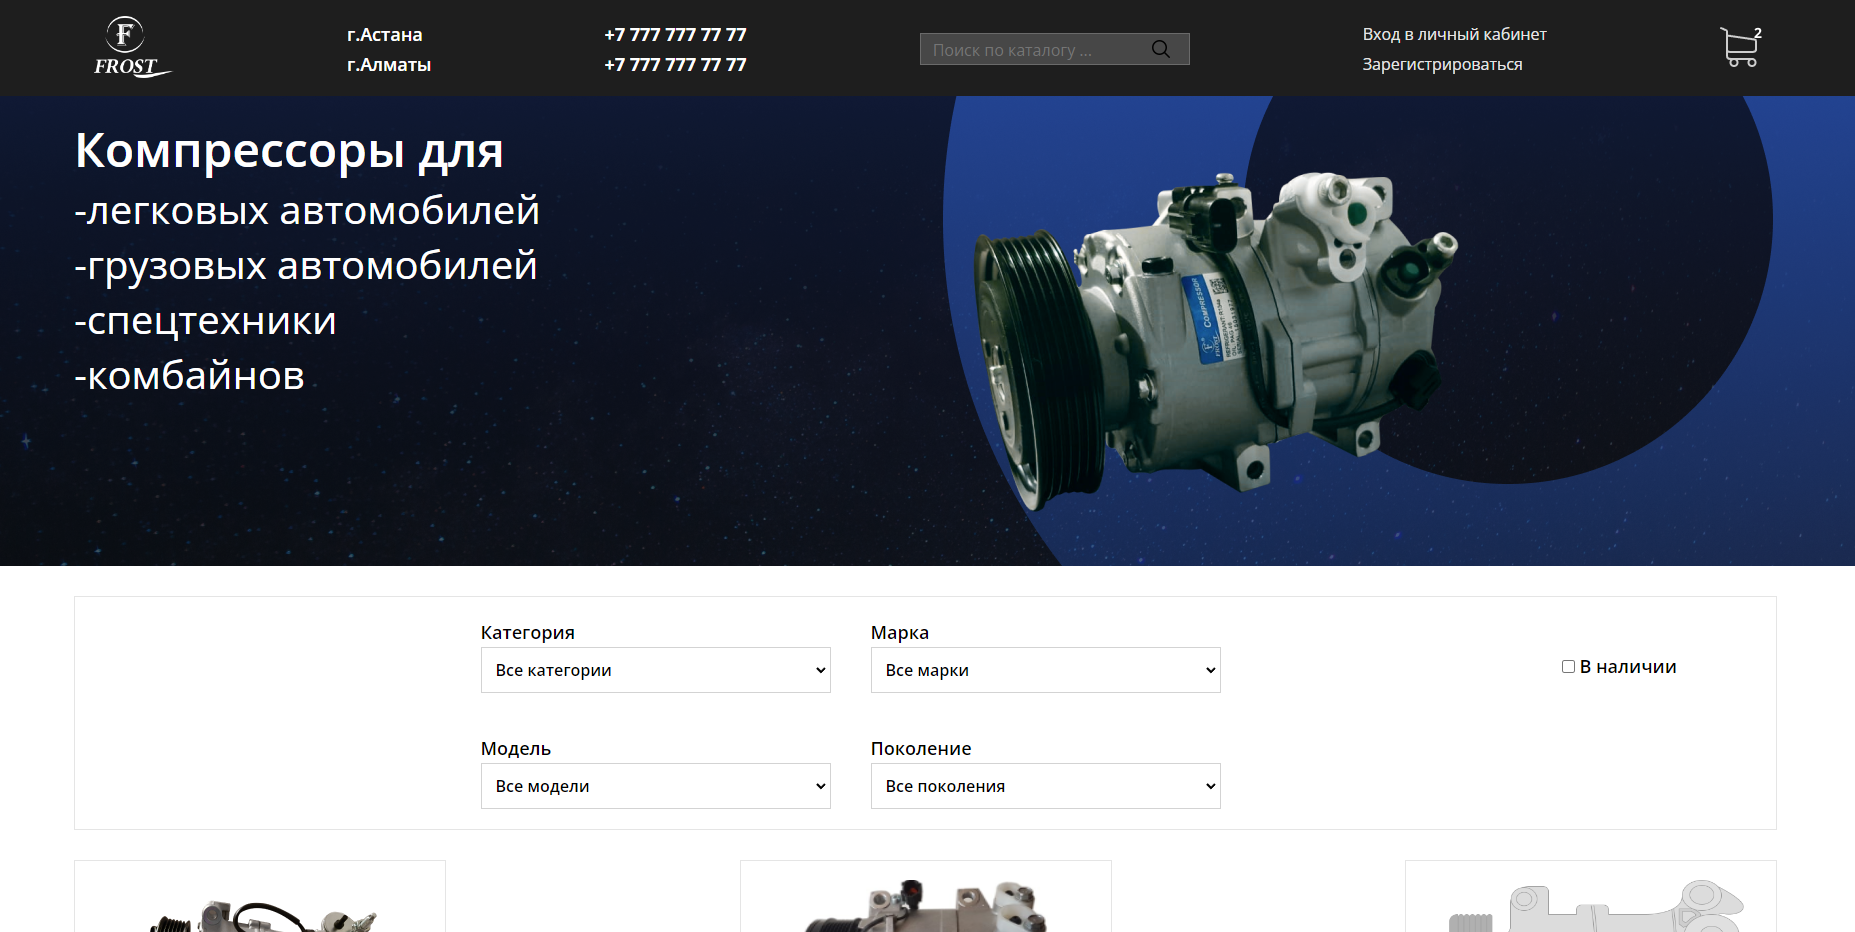 F
FROST
г.Астана
+7 777 777 77 77
г.Алматы
+7 777 777 77 77
Поиск по каталогу ...
Вход в личный кабинет
Зарегистрироваться
2
Компрессоры для
-легковых автомобилей
-грузовых автомобилей
-спецтехники
-комбайнов
F
FROST
COMPRESSOR
Категория
Все категории
Марка
Все марки
В наличии
Модель
Все модели
Поколение
Все поколения